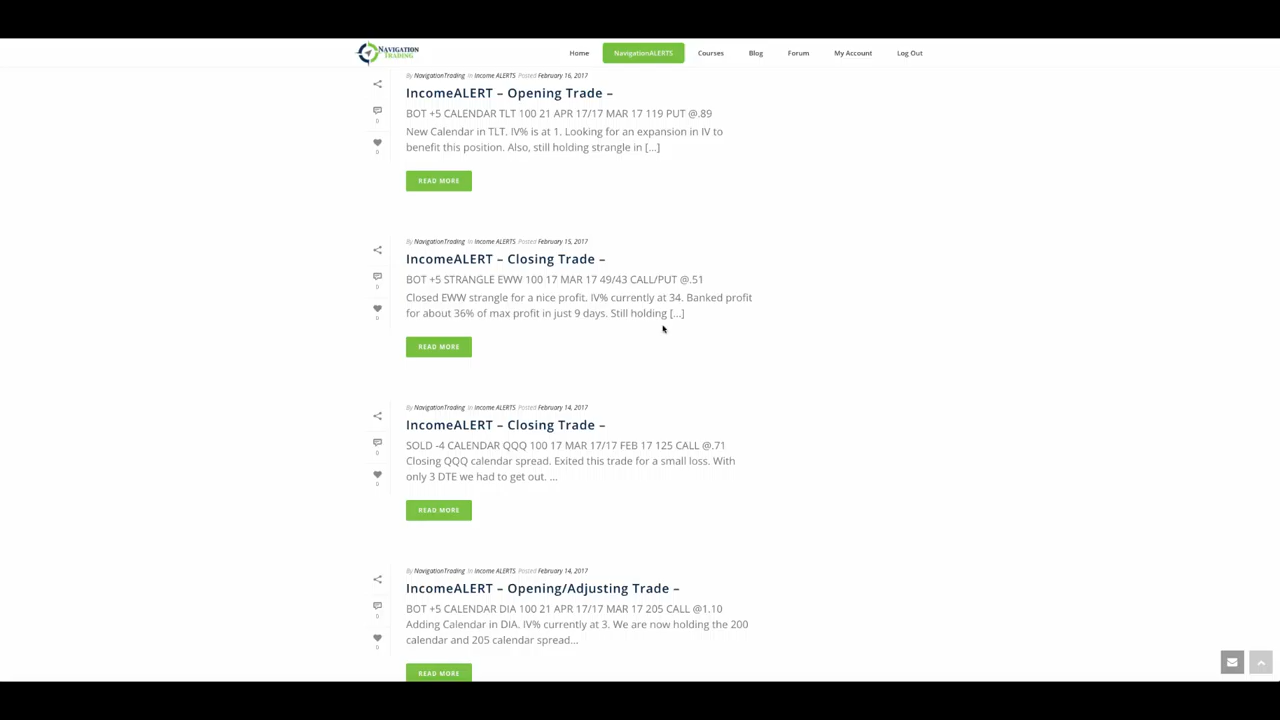 NAVIGATION
TRADING
Home
NavigationALERTS
Courses
Blog
Forum
My Account
Log Out
By NavigationTrading In Income ALERTS Posted February 16, 2017
IncomeALERT – Opening Trade –
0
0
BOT +5 CALENDAR TLT 100 21 APR 17/17 MAR 17 119 PUT @.89
New Calendar in TLT. IV% is at 1. Looking for an expansion in IV to
benefit this position. Also, still holding strangle in [...]
READ MORE
By NavigationTrading In Income ALERTS Posted February 15, 2017
IncomeALERT – Closing Trade –
0
0
BOT +5 STRANGLE EWW 100 17 MAR 17 49/43 CALL/PUT @.51
Closed EWW strangle for a nice profit. IV% currently at 34. Banked profit
for about 36% of max profit in just 9 days. Still holding [...]
READ MORE
By NavigationTrading In Income ALERTS Posted February 14, 2017
IncomeALERT – Closing Trade –
0
0
SOLD -4 CALENDAR QQQ 100 17 MAR 17/17 FEB 17 125 CALL @.71
Closing QQQ calendar spread. Exited this trade for a small loss. With
only 3 DTE we had to get out. ...
READ MORE
By NavigationTrading In Income ALERTS Posted February 14, 2017
IncomeALERT – Opening/Adjusting Trade –
0
0
BOT +5 CALENDAR DIA 100 21 APR 17/17 MAR 17 205 CALL @1.10
Adding Calendar in DIA. IV% currently at 3. We are now holding the 200
calendar and 205 calendar spread...
READ MORE